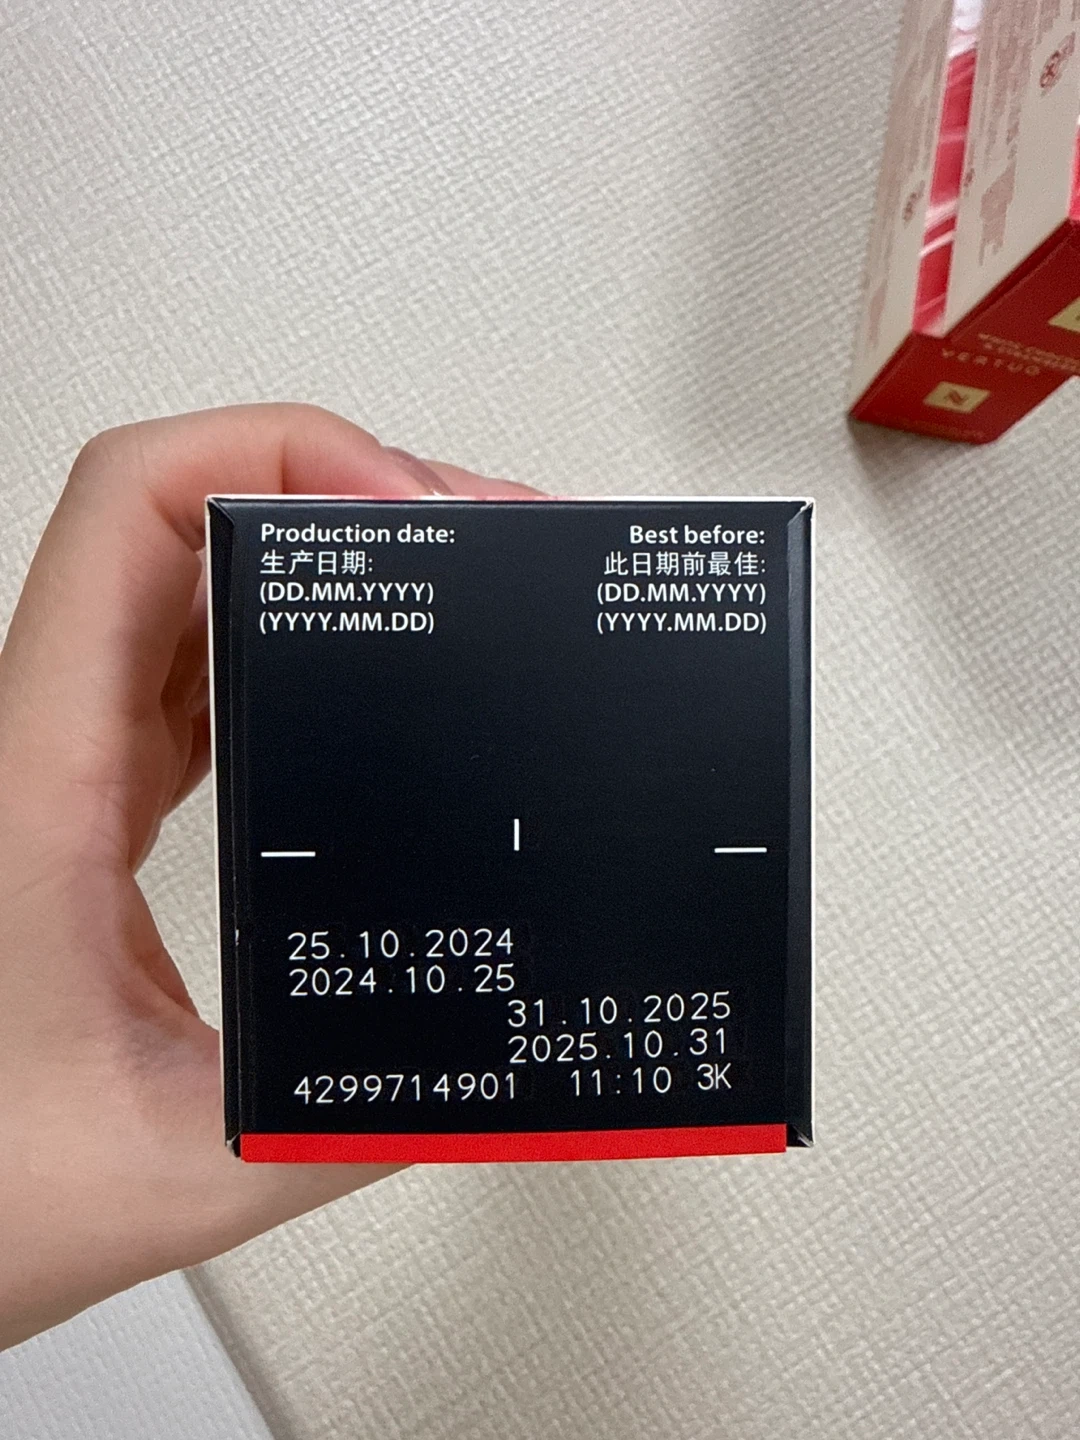 VERTUO
N
Production date:
生产日期:
(DD.MM.YYYY)
(YYYY.MM.DD)
Best before:
此日期前最佳:
(DD.MM.YYYY)
(YYYY.MM.DD)
25.10.2024
2024.10.25
31.10.2025
2025.10.31
4299714901 11:10 3K